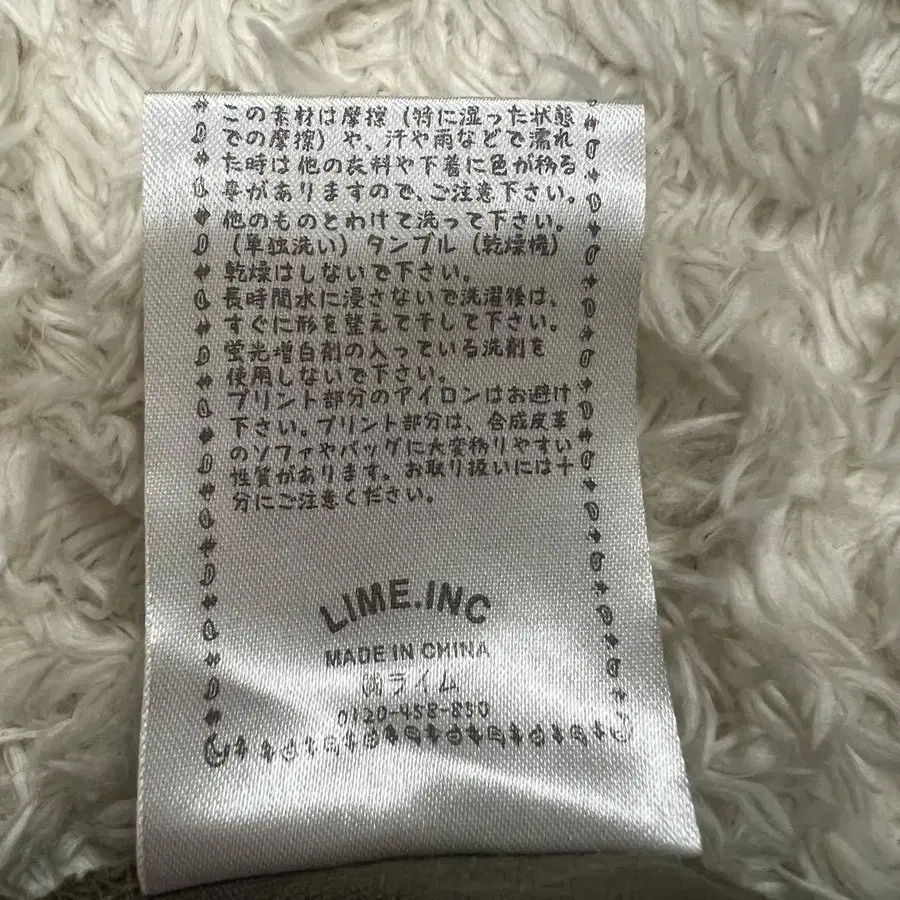 この素材は摩擦（特に湿った状態
での摩擦）や、汗や雨などで濡れ
た時は他の衣料や下着に色が移る
事がありますので、ご注意下さい。
他のものとわけて洗って下さい。
（単独洗い）タンブル（乾燥機）
乾燥はしないで下さい。
長時間水に浸さないで洗濯後は、
すぐに形を整えて干して下さい。
蛍光増白剤の入っている洗剤を
使用しないで下さい。
プリント部分のアイロンはお避け
下さい。プリント部分は、合成皮革
のソファやバッグに大変移りやすい
性質があります。お取り扱いには十
分にご注意ください。
LIME.INC
MADE IN CHINA
㈱ライム
0120-458-850